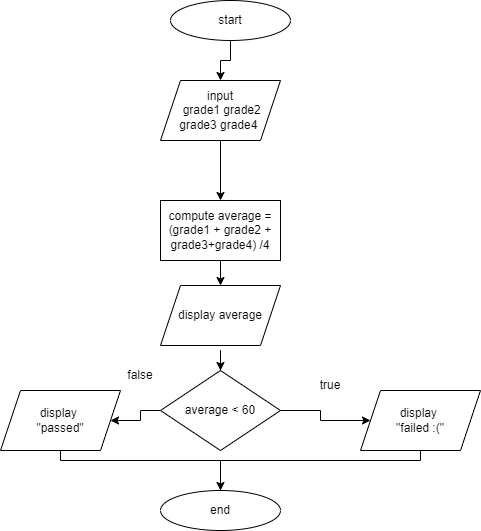 start
input
grade1 grade2
grade3 grade4
compute average =
(grade1 + grade2 +
grade3+grade4) /4
display average
false
true
average < 60
display
"passed"
display
"failed :("
end